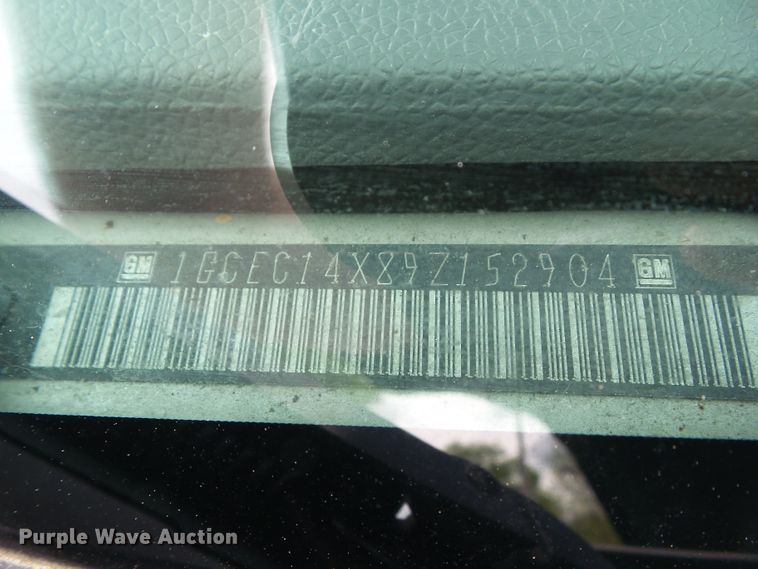 GM 1GCEC14X89Z152904 GM
Purple Wave Auction